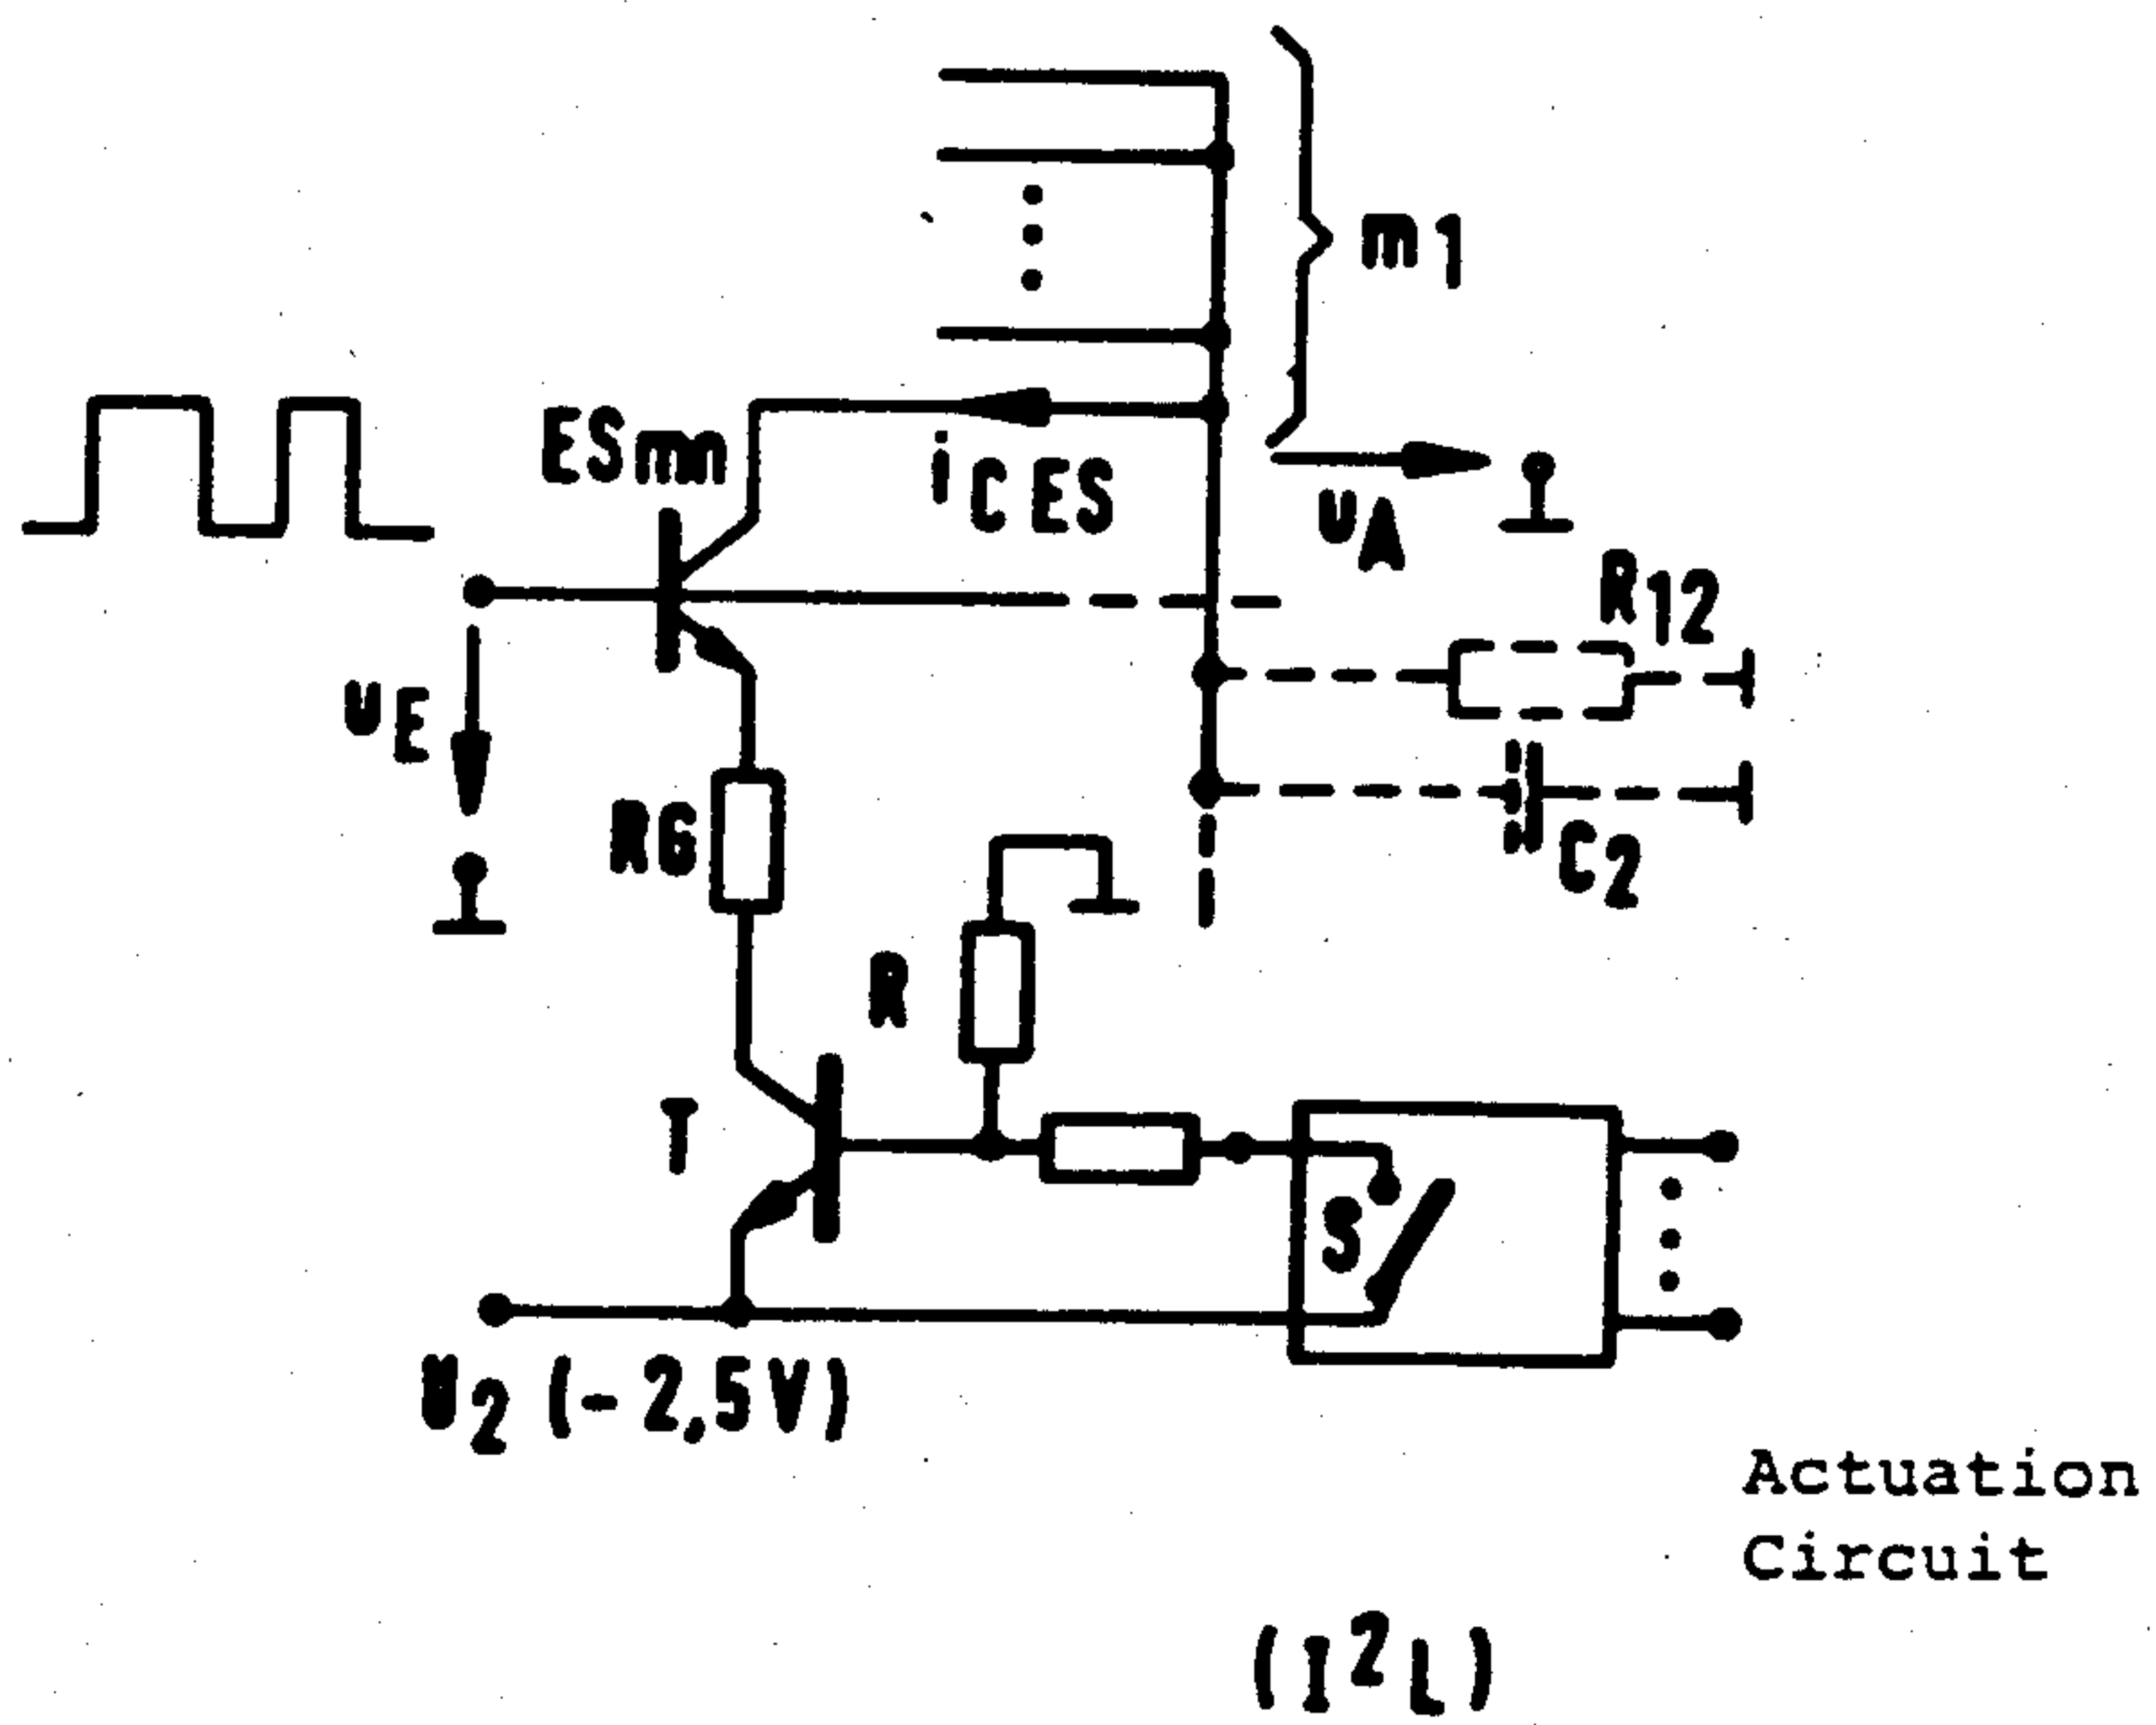 m1
ESmn
iCES
uA
R12
uE
RG
C2
R
T
S
U2 (-2,5V)
Actuation
Circuit
(I²L)